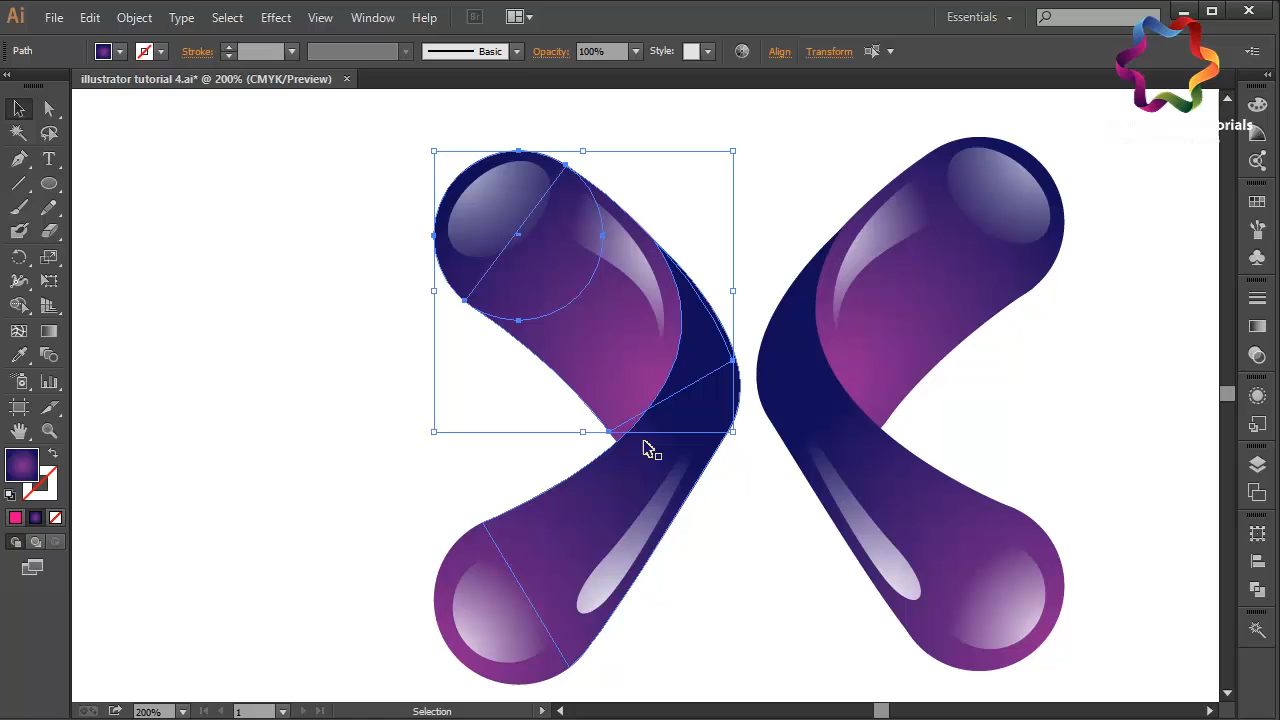 Ai File Edit Object Type Select Effect View Window Help Br Essentials
Path Stroke: Basic Opacity: 100% Style: Align Transform
illustrator tutorial 4.ai* @ 200% (CMYK/Preview) ×
orials
T
200% 1 Selection